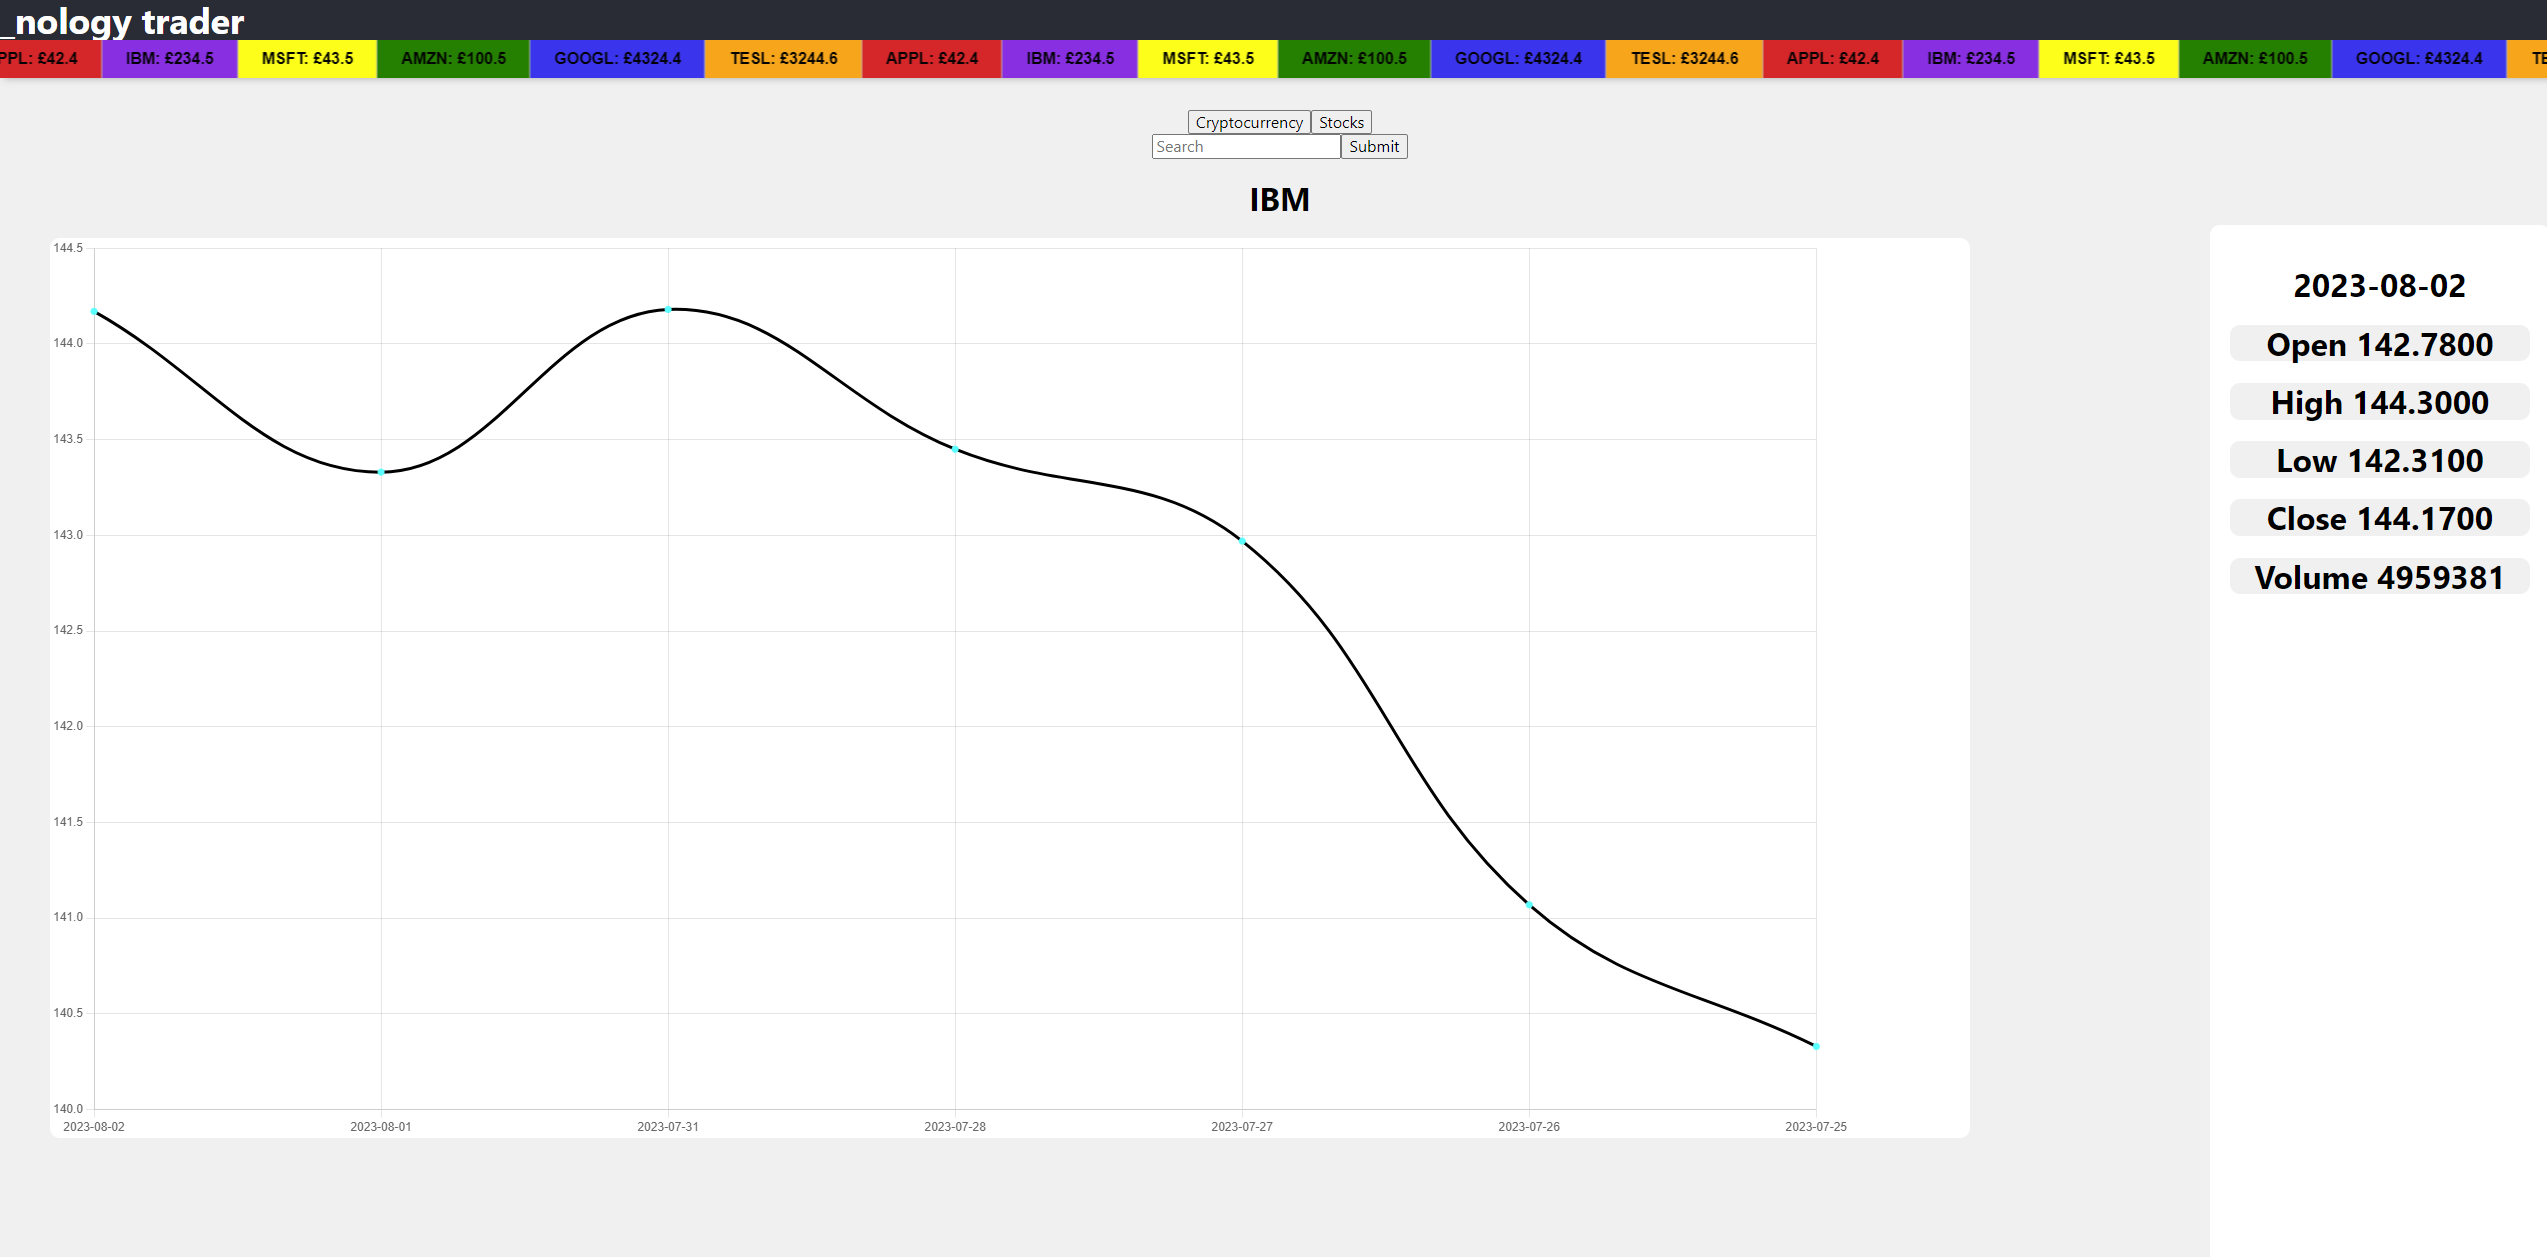 _nology trader
PPL: £42.4 IBM: £234.5 MSFT: £43.5 AMZN: £100.5 GOOGL: £4324.4 TESL: £3244.6 APPL: £42.4 IBM: £234.5 MSFT: £43.5 AMZN: £100.5 GOOGL: £4324.4 TESL: £3244.6 APPL: £42.4 IBM: £234.5 MSFT: £43.5 AMZN: £100.5 GOOGL: £4324.4 TE
Cryptocurrency Stocks
Search Submit
IBM
144.5
144.0
143.5
143.0
142.5
142.0
141.5
141.0
140.5
140.0
2023-08-02 2023-08-01 2023-07-31 2023-07-28 2023-07-27 2023-07-26 2023-07-25
2023-08-02
Open 142.7800
High 144.3000
Low 142.3100
Close 144.1700
Volume 4959381